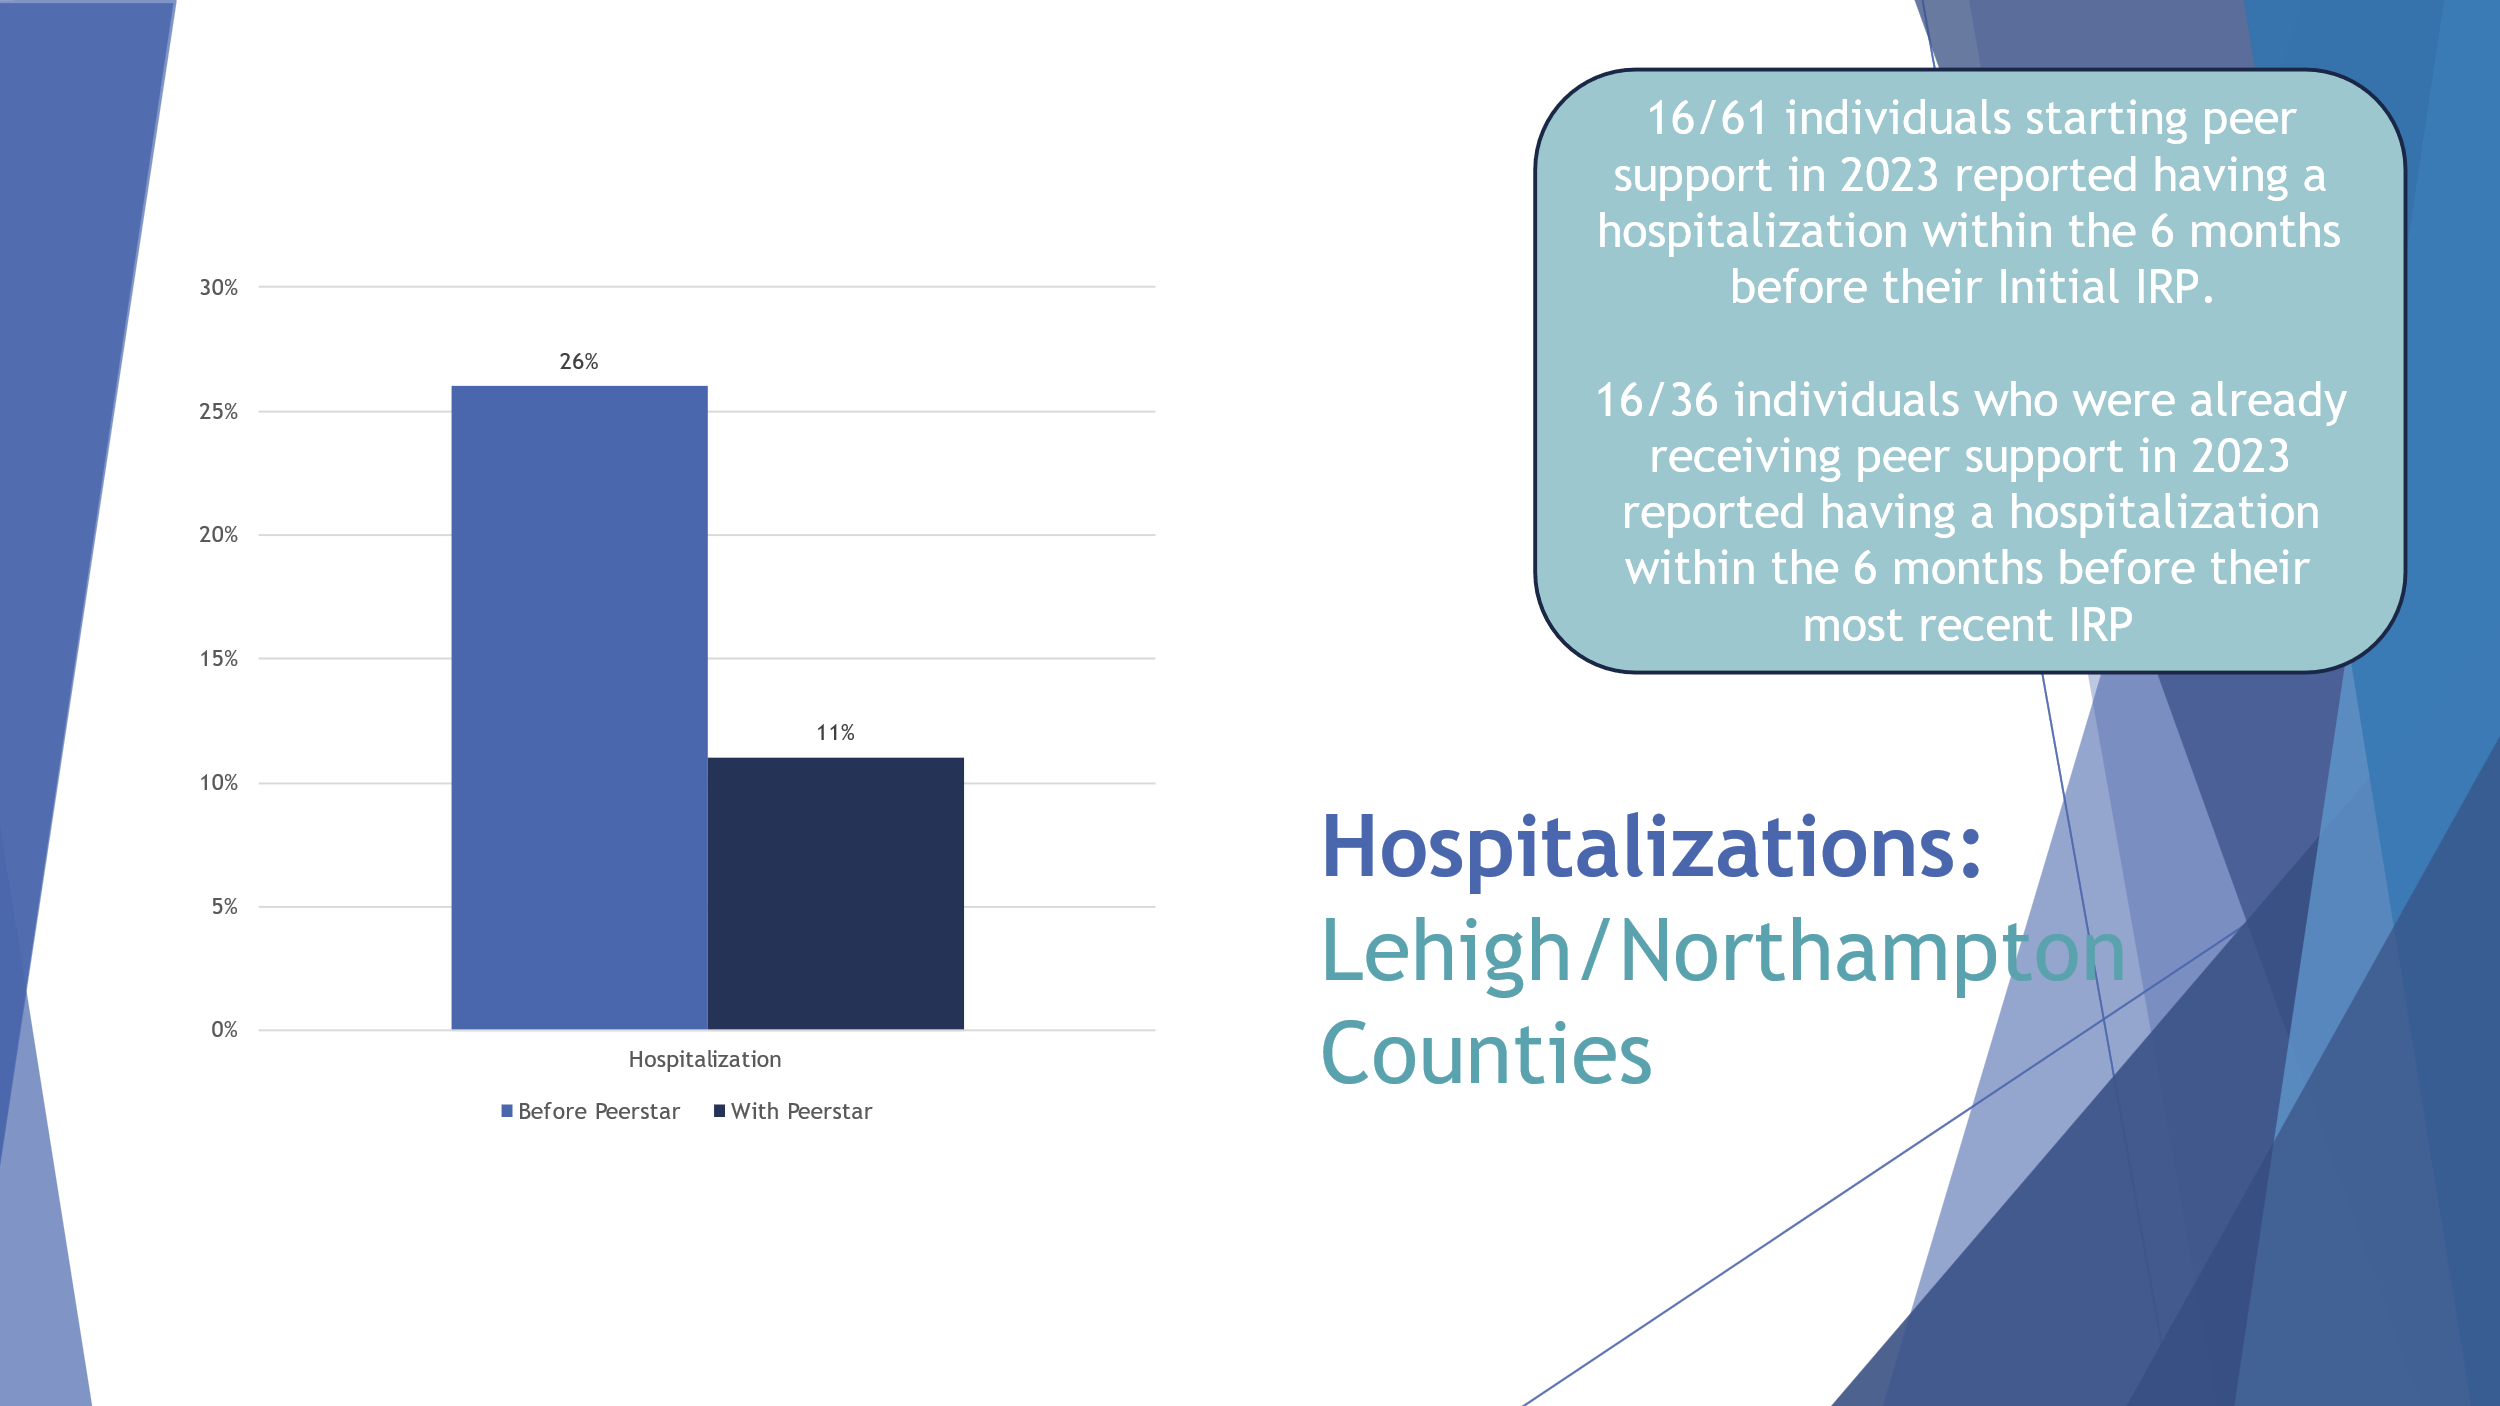 16/61 individuals starting peer
support in 2023 reported having a
hospitalization within the 6 months
before their Initial IRP.
16/36 individuals who were already
receiving peer support in 2023
reported having a hospitalization
within the 6 months before their
most recent IRP
30%
25%
20%
15%
10%
5%
0%
26%
11%
Hospitalization
Before Peerstar With Peerstar
Hospitalizations:
Lehigh/Northampton
Counties